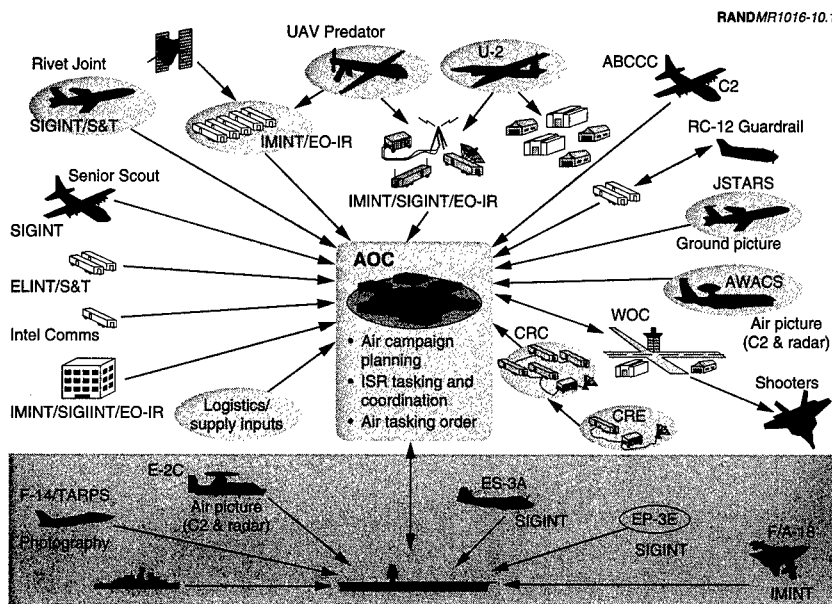 RANDMR1016-10.1
UAV Predator
U-2
Rivet Joint
ABCCC
C2
SIGINT/S&T
IMINT/EO-IR
RC-12 Guardrail
Senior Scout
IMINT/SIGINT/EO-IR
JSTARS
SIGINT
Ground picture
AOC
ELINT/S&T
AWACS
WOC
Intel Comms
CRC
Air picture
(C2 & radar)
• Air campaign
planning
• ISR tasking and
coordination
• Air tasking order
Shooters
IMINT/SIGIINT/EO-IR
Logistics/
supply inputs
CRE
E-2C
F-14/TARPS
Air picture
(C2 & radar)
ES-3A
SIGINT
EP-3E
Photography
SIGINT
F/A-18
IMINT